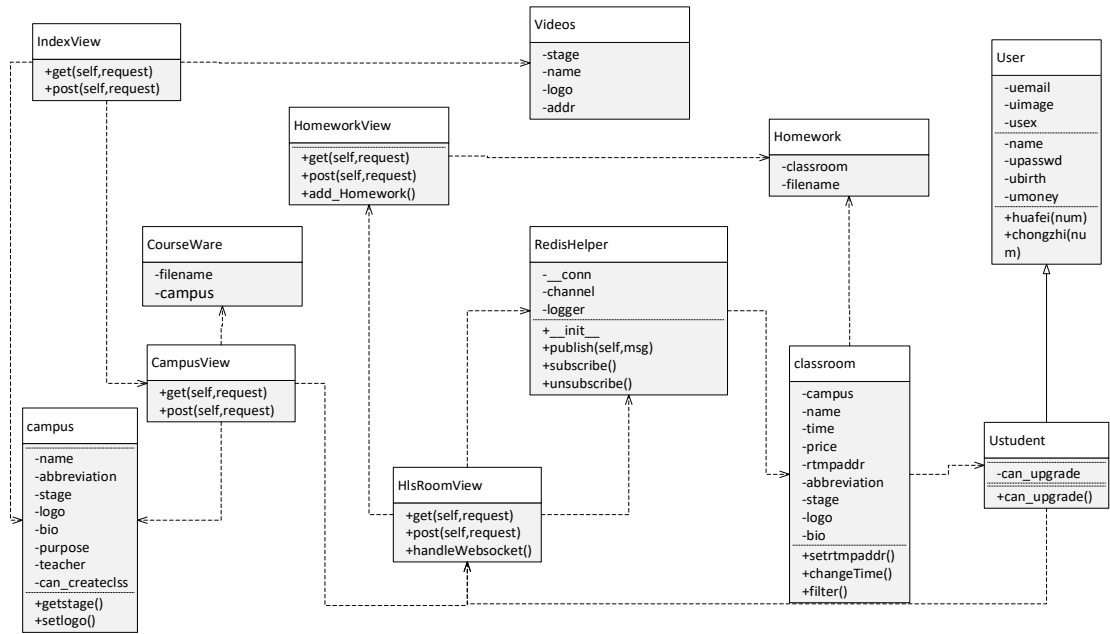 IndexView
+get(self,request)
+post(self,request)
Videos
-stage
-name
-logo
-addr
User
-uemail
-uimage
-usex
-name
-upasswd
-ubirth
-umoney
+huafei(num)
+chongzhi(nu
m)
HomeworkView
+get(self,request)
+post(self,request)
+add_Homework()
Homework
-classroom
-filename
CourseWare
-filename
-campus
RedisHelper
-__conn
-channel
-logger
+__init__
+publish(self,msg)
+subscribe()
+unsubscribe()
CampusView
+get(self,request)
+post(self,request)
classroom
-campus
-name
-time
-price
-rtmpaddr
-abbreviation
-stage
-logo
-bio
+setrtmpaddr()
+changeTime()
+filter()
campus
-name
-abbreviation
-stage
-logo
-bio
-purpose
-teacher
-can_createclss
+getstage()
+setlogo()
Ustudent
-can_upgrade
+can_upgrade()
HlsRoomView
+get(self,request)
+post(self,request)
+handleWebsocket()